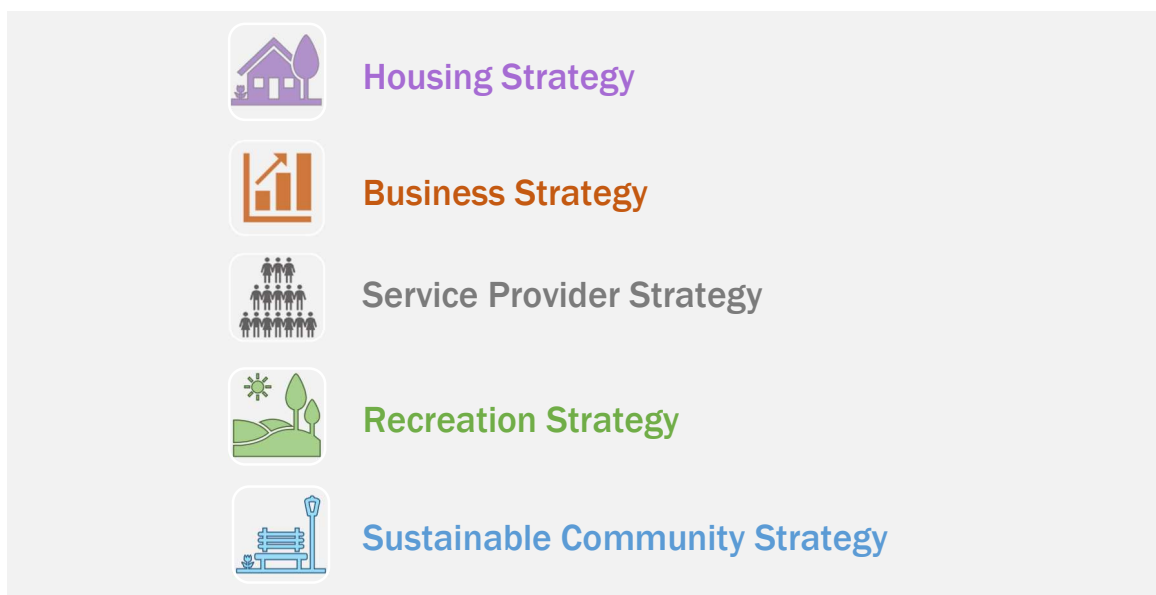 Housing Strategy
Business Strategy
Service Provider Strategy
Recreation Strategy
Sustainable Community Strategy